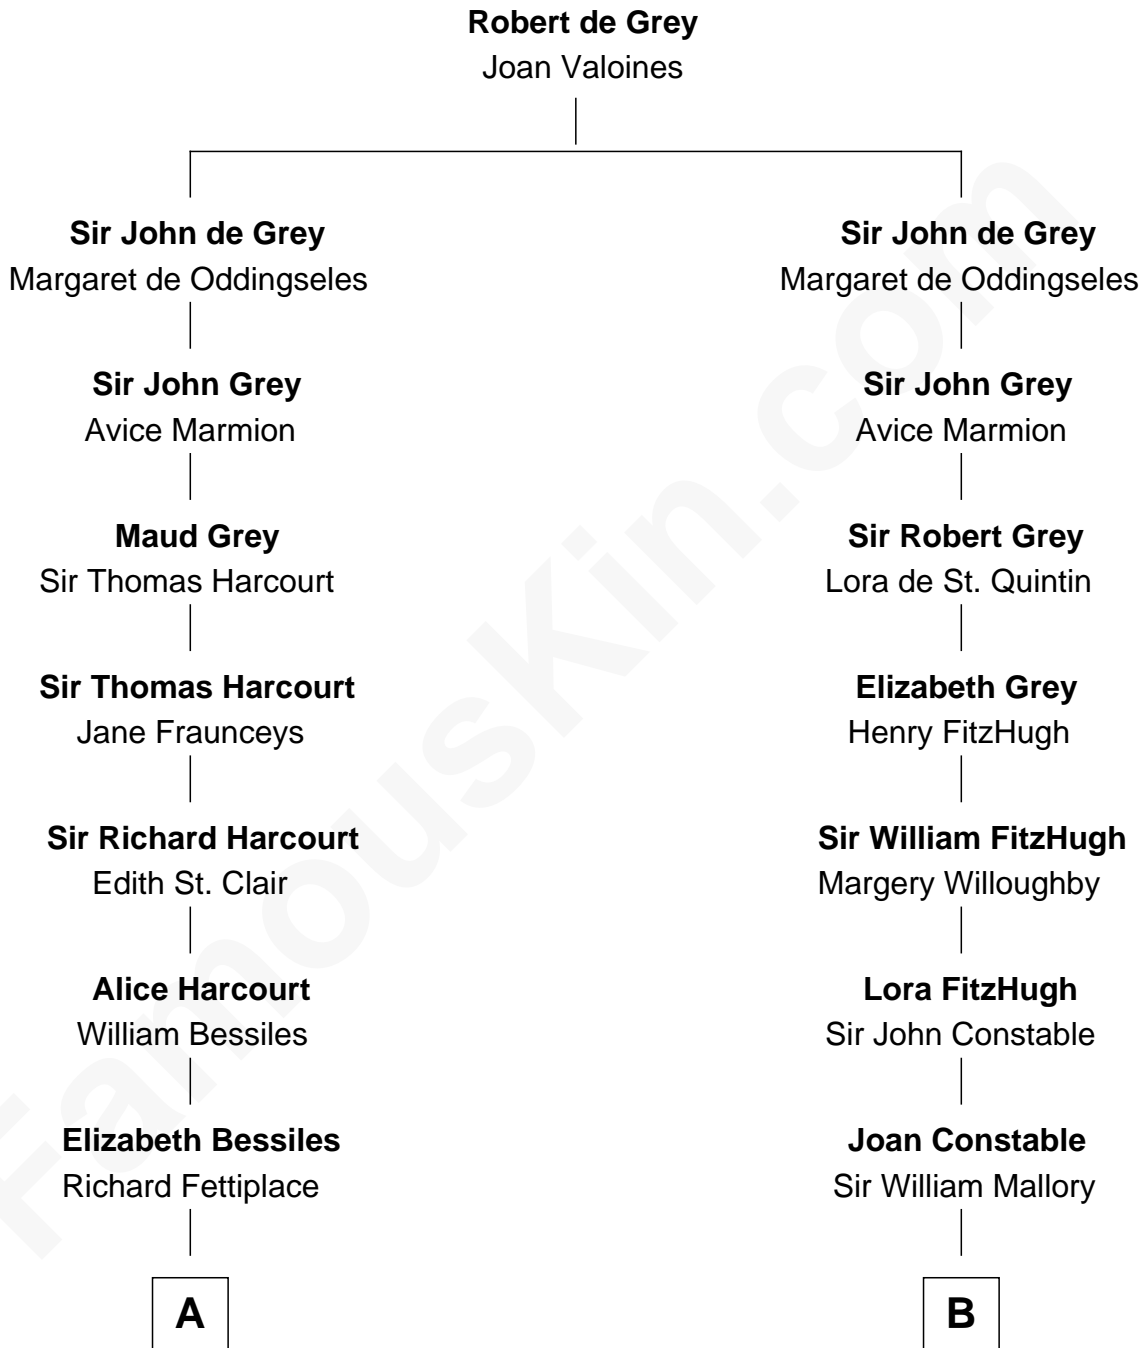 Robert de Grey
Joan Valoines
Sir John de Grey
Margaret de Oddingseles
Sir John Grey
Avice Marmion
Maud Grey
Sir Thomas Harcourt
Sir Thomas Harcourt
Jane Fraunceys
Sir Richard Harcourt
Edith St. Clair
Alice Harcourt
William Bessiles
Elizabeth Bessiles
Richard Fettiplace
A
Sir John de Grey
Margaret de Oddingseles
Sir John Grey
Avice Marmion
Sir Robert Grey
Lora de St. Quintin
Elizabeth Grey
Henry FitzHugh
Sir William FitzHugh
Margery Willoughby
Lora FitzHugh
Sir John Constable
Joan Constable
Sir William Mallory
B
FamousKin.com